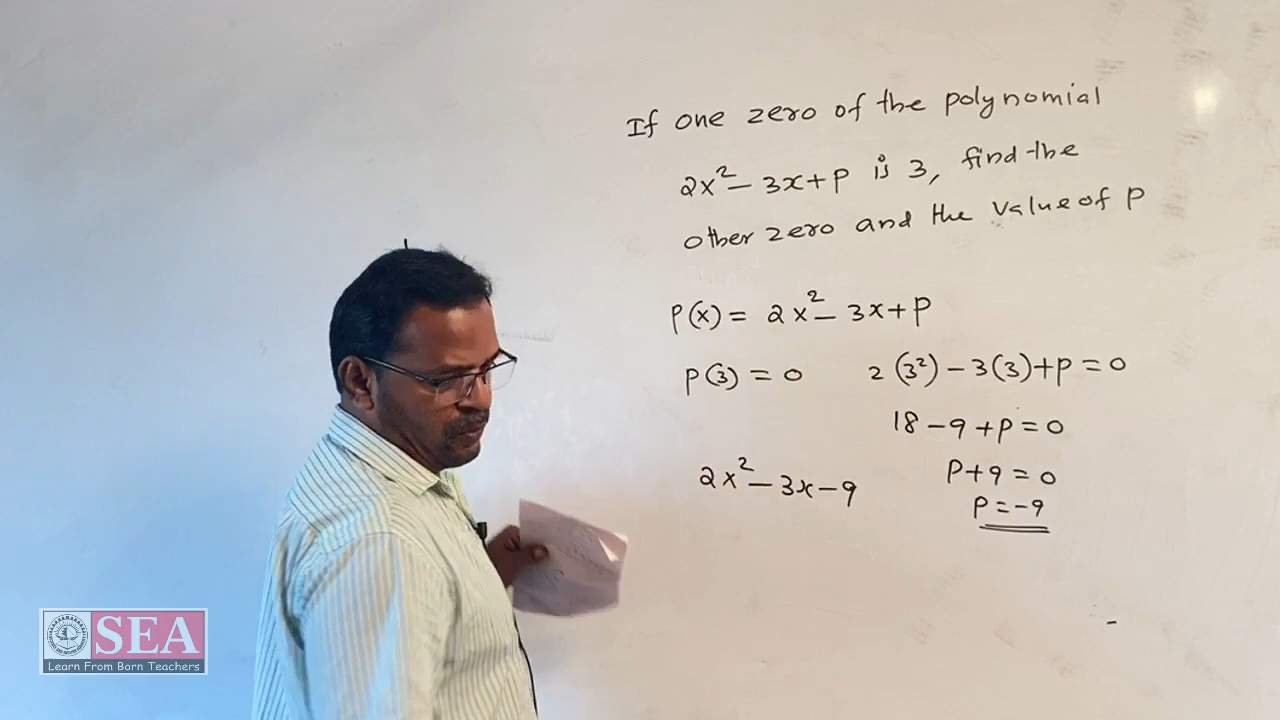 If one zero of the polynomial
2x² - 3x + P is 3, find the
other zero and the value of P
P(x) = 2x² - 3x + P
P(3) = 0 2(3²) - 3(3) + P = 0
18 - 9 + P = 0
P + 9 = 0
2x² - 3x - 9
P = -9
SEA
Learn From Born Teachers